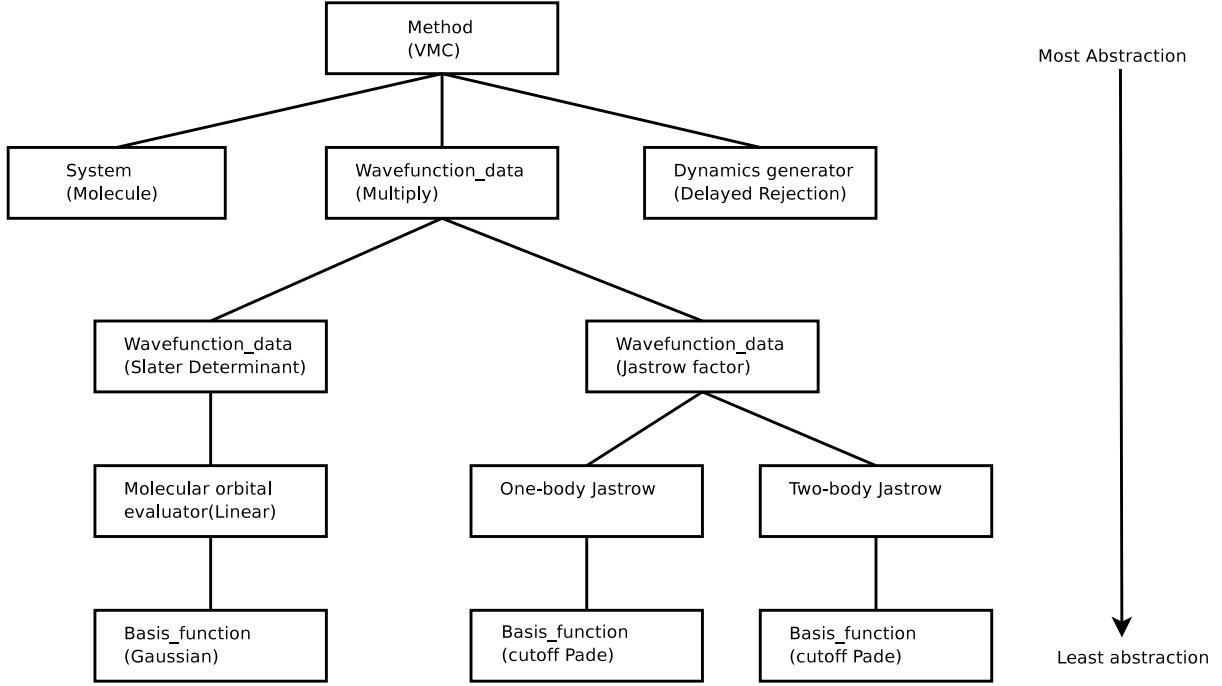 Method
(VMC)
Most Abstraction
System
(Molecule)
Wavefunction_data
(Multiply)
Dynamics generator
(Delayed Rejection)
Wavefunction_data
(Slater Determinant)
Wavefunction_data
(Jastrow factor)
Molecular orbital
evaluator(Linear)
One-body Jastrow
Two-body Jastrow
Basis_function
(Gaussian)
Basis_function
(cutoff Pade)
Basis_function
(cutoff Pade)
Least abstraction